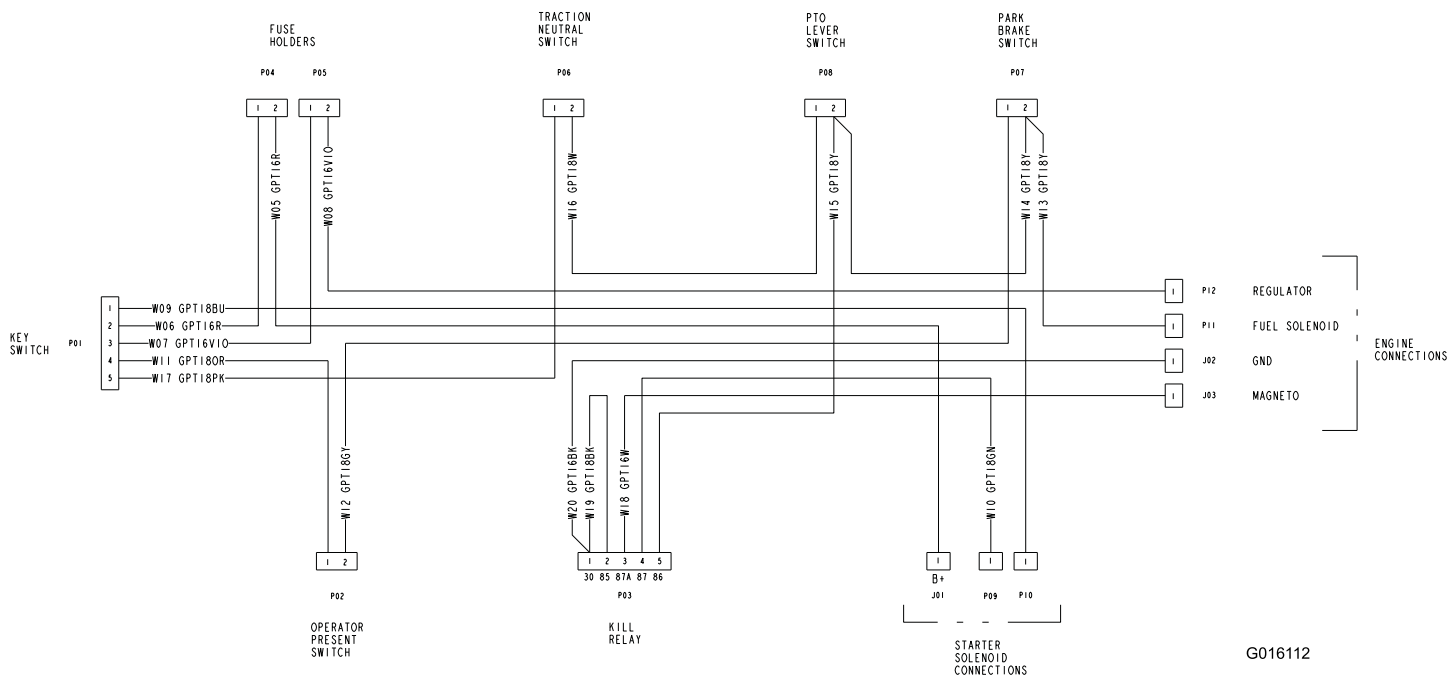 FUSE
HOLDERS
TRACTION
NEUTRAL
SWITCH
PTO
LEVER
SWITCH
PARK
BRAKE
SWITCH
P04
P05
P06
P08
P07
1 2
1 2
1 2
1 2
1 2
W05 GPT16R
W08 GPT16VIO
W16 GPT18W
W15 GPT18Y
W14 GPT18Y
W13 GPT18Y
KEY
SWITCH
P01
1
2
3
4
5
W09 GPT18BU
W06 GPT16R
W07 GPT16VIO
W11 GPT18OR
W17 GPT18PK
1 P12 REGULATOR
1 P11 FUEL SOLENOID
1 J02 GND
1 J03 MAGNETO
ENGINE
CONNECTIONS
W12 GPT18GY
W20 GPT16BK
W19 GPT18BK
W18 GPT16W
W10 GPT18GN
1 2
P02
OPERATOR
PRESENT
SWITCH
1 2 3 4 5
30 85 87A 87 86
P03
KILL
RELAY
1
1
1
B+
J01
P09
P10
STARTER
SOLENOID
CONNECTIONS
G016112